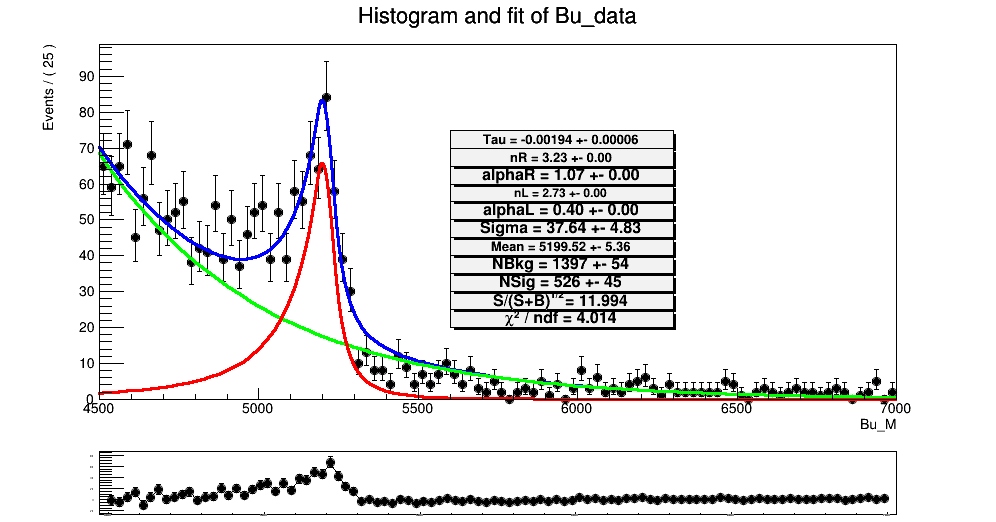 Histogram and fit of Bu_data
Events / ( 25 )
90
80
70
60
50
40
30
20
10
0
4500 5000 5500 6000 6500 7000
Bu_M
Tau = -0.00194 +- 0.00006
nR = 3.23 +- 0.00
alphaR = 1.07 +- 0.00
nL = 2.73 +- 0.00
alphaL = 0.40 +- 0.00
Sigma = 37.64 +- 4.83
Mean = 5199.52 +- 5.36
NBkg = 1397 +- 54
NSig = 526 +- 45
S/(S+B)^1/2 = 11.994
χ² / ndf = 4.014